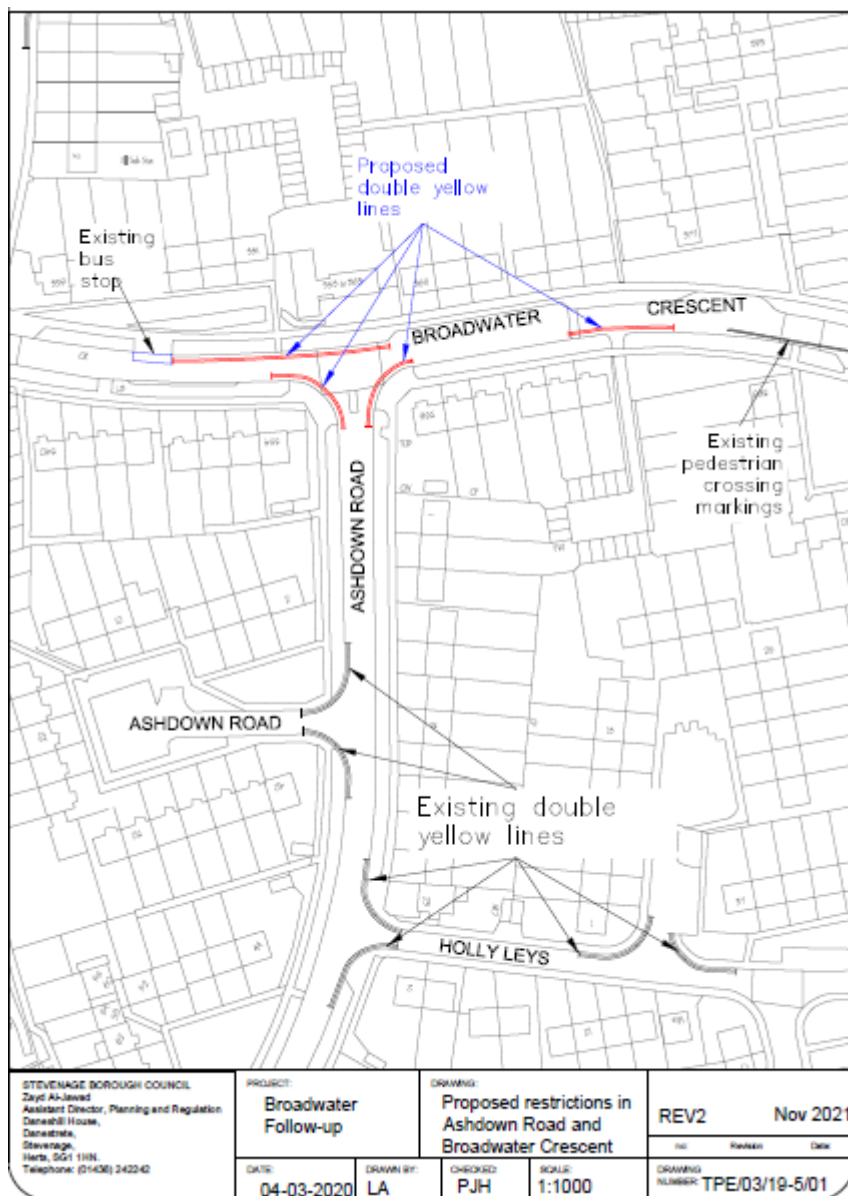 Proposed
double yellow
lines
Existing
bus
stop
BROADWATER
CRESCENT
Existing
pedestrian
crossing
markings
ASHDOWN ROAD
ASHDOWN ROAD
Existing double
yellow lines
HOLLY LEYS
STEVENAGE BOROUGH COUNCIL
Zayd Al-Jawad
Assistant Director, Planning and Regulation
Daneshill House,
Danestrete,
Stevenage,
Herts, SG1 1HN.
Telephone: (01438) 242242
PROJECT:
Broadwater
Follow-up
DRAWING:
Proposed restrictions in
Ashdown Road and
Broadwater Crescent
REV2 Nov 2021
no: Revision Date:
DATE:
04-03-2020
DRAWN BY:
LA
CHECKED:
PJH
SCALE:
1:1000
DRAWING
NUMBER: TPE/03/19-5/01